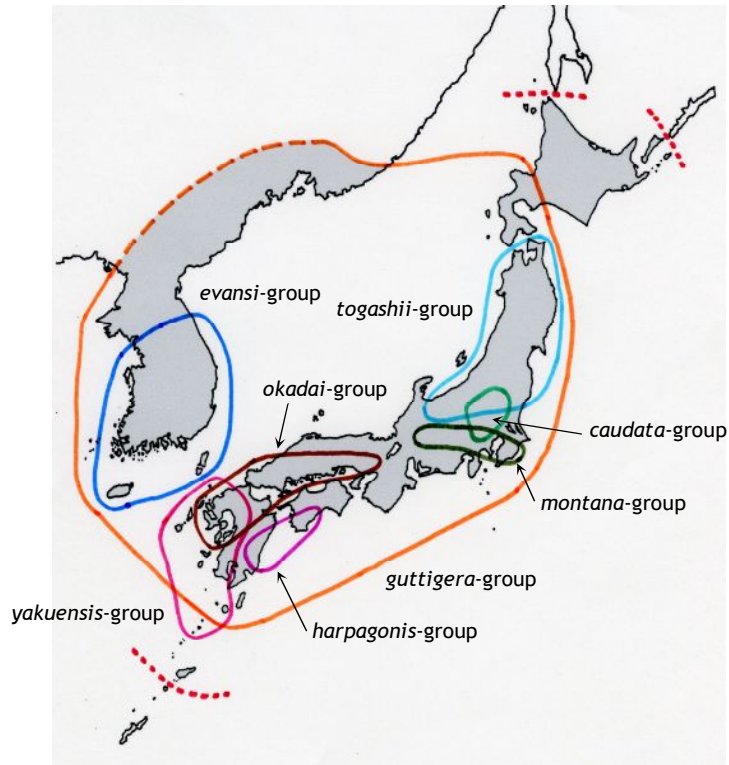 evansi-group
togashii-group
okadai-group
caudata-group
montana-group
guttigera-group
yakuensis-group
harpagonis-group